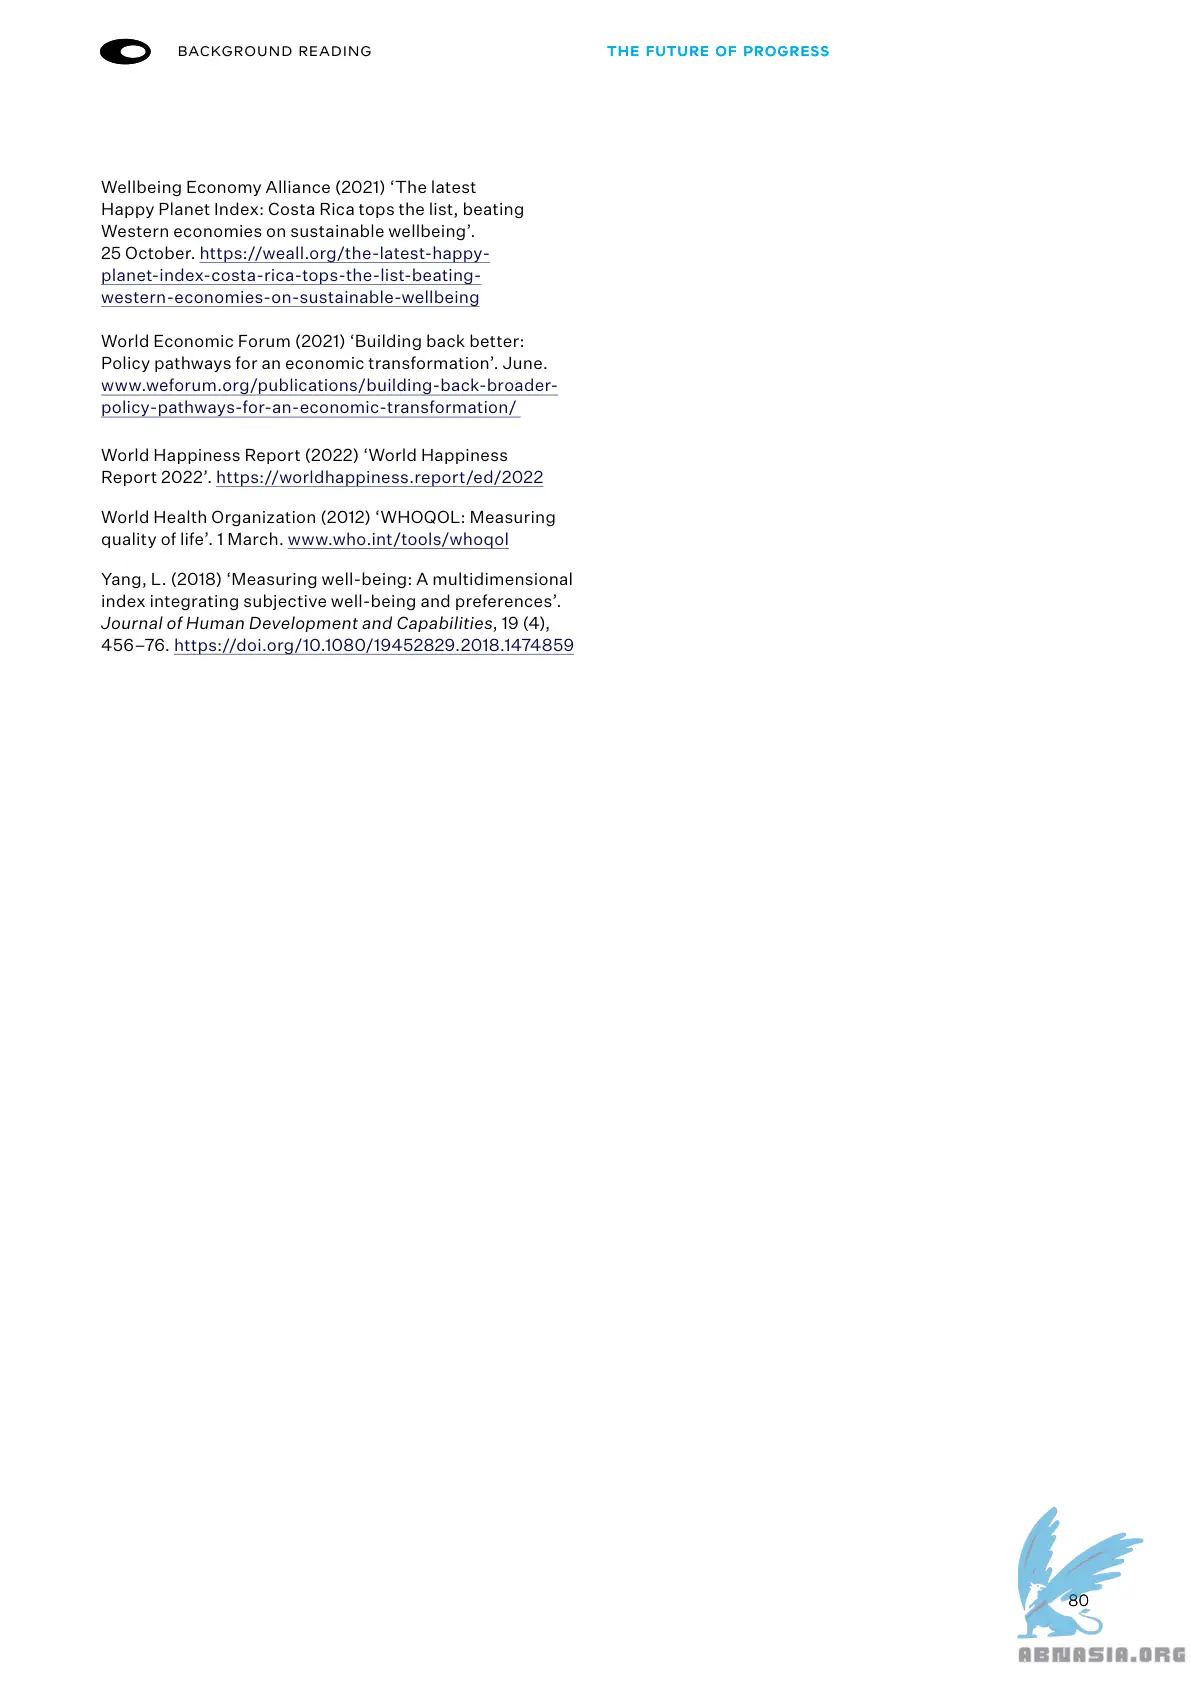 BACKGROUND READING
THE FUTURE OF PROGRESS
Wellbeing Economy Alliance (2021) ‘The latest
Happy Planet Index: Costa Rica tops the list, beating
Western economies on sustainable wellbeing’.
25 October. https://weall.org/the-latest-happy-
planet-index-costa-rica-tops-the-list-beating-
western-economies-on-sustainable-wellbeing
World Economic Forum (2021) ‘Building back better:
Policy pathways for an economic transformation’. June.
www.weforum.org/publications/building-back-broader-
policy-pathways-for-an-economic-transformation/
World Happiness Report (2022) ‘World Happiness
Report 2022’. https://worldhappiness.report/ed/2022
World Health Organization (2012) ‘WHOQOL: Measuring
quality of life’. 1 March. www.who.int/tools/whoqol
Yang, L. (2018) ‘Measuring well-being: A multidimensional
index integrating subjective well-being and preferences’.
Journal of Human Development and Capabilities, 19 (4),
456–76. https://doi.org/10.1080/19452829.2018.1474859
80
ABNASIA.ORG